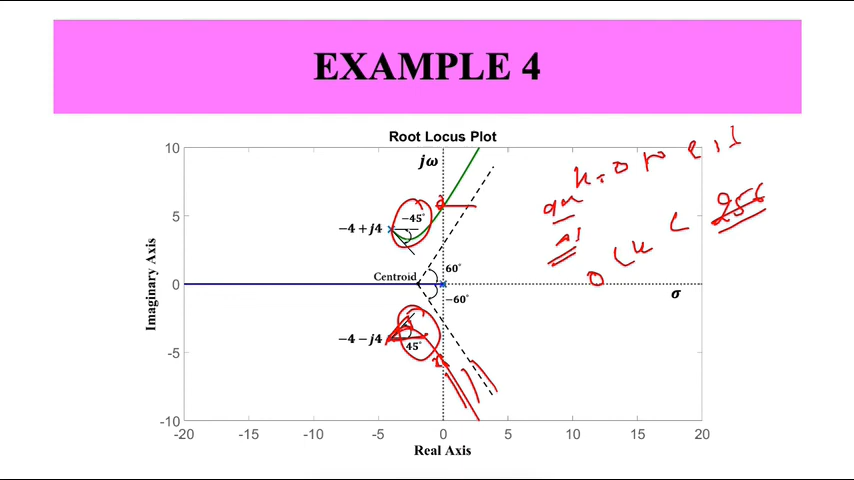 EXAMPLE 4
Root Locus Plot
10
jω
K=0
5
−45°
−4 + j4
0 < K < 256
Imaginary Axis
Centroid
60°
0
−60°
σ
−4 − j4
45°
-5
-10
-20 -15 -10 -5 0 5 10 15 20
Real Axis